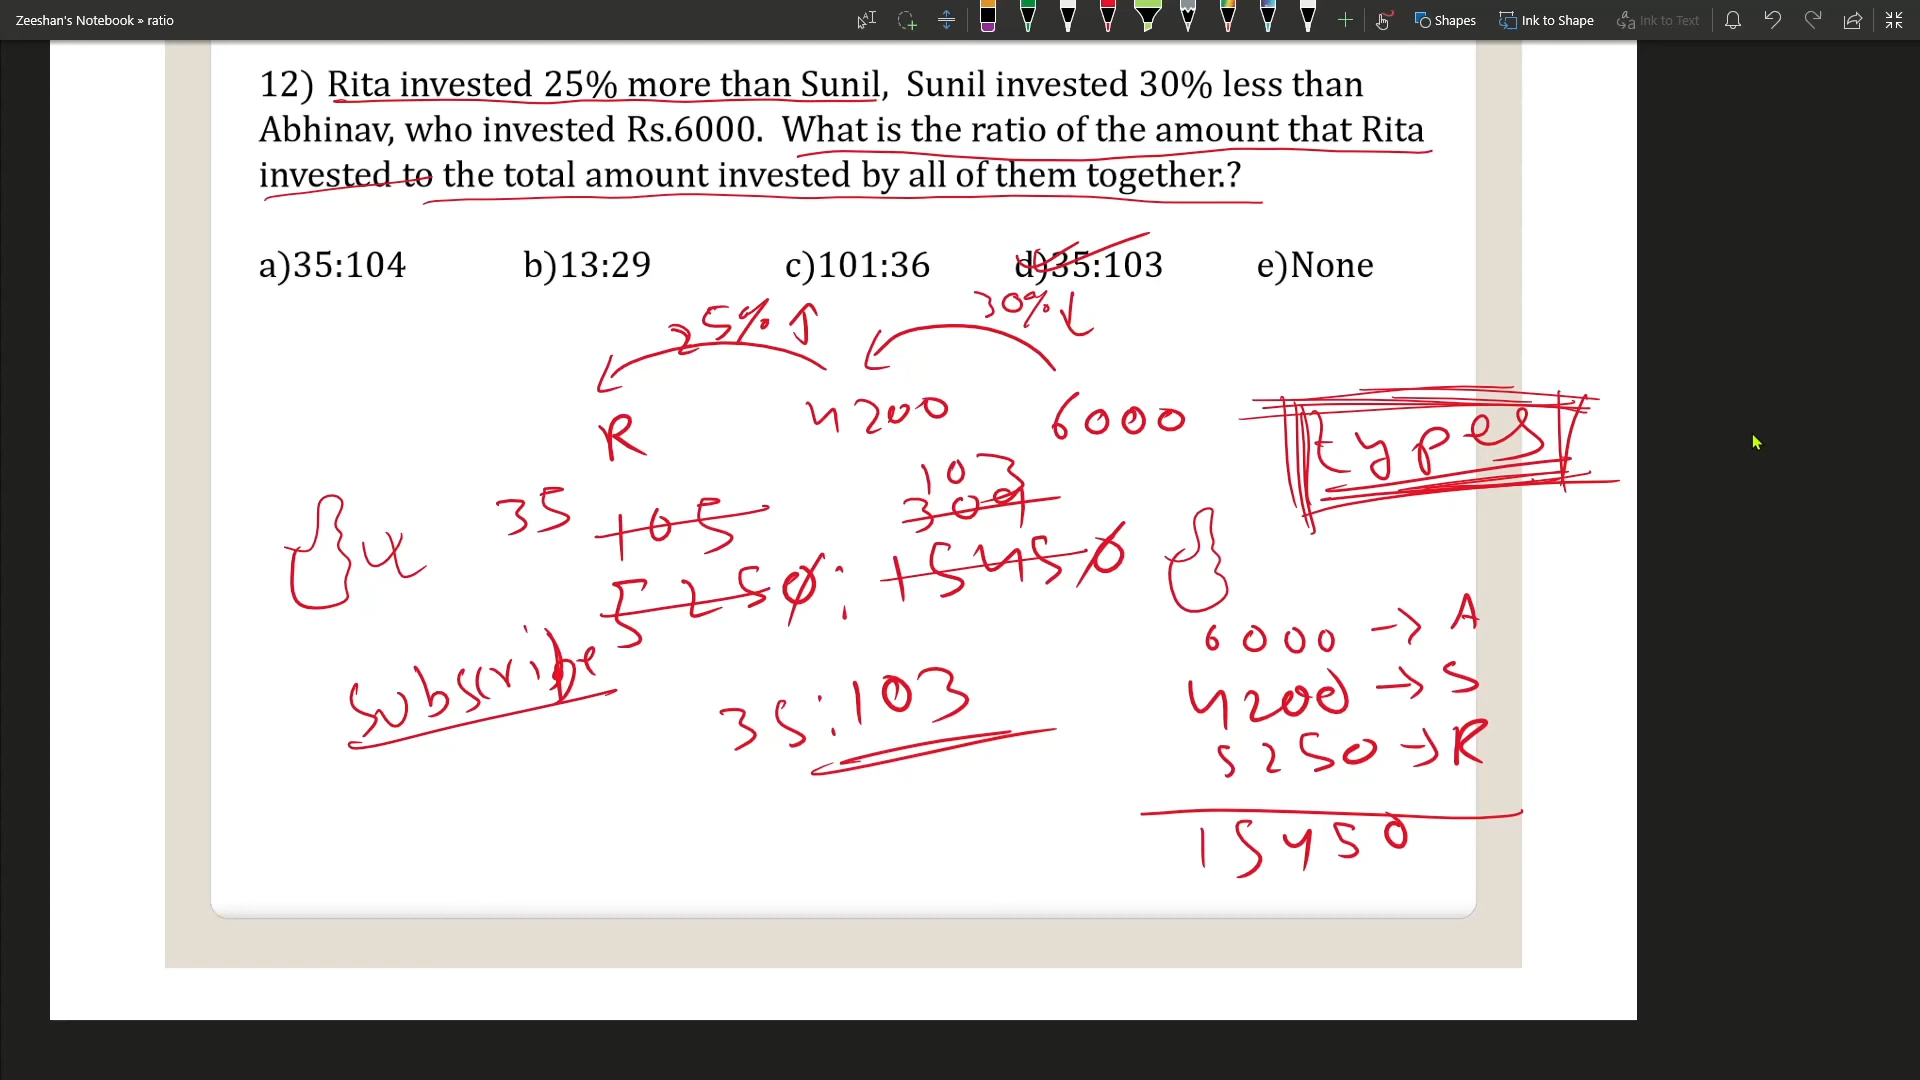 Zeeshan's Notebook » ratio
Shapes
Ink to Shape
Ink to Text
12) Rita invested 25% more than Sunil, Sunil invested 30% less than
Abhinav, who invested Rs.6000. What is the ratio of the amount that Rita
invested to the total amount invested by all of them together.?
a)35:104 b)13:29 c)101:36 d)35:103 e)None
25% ↑ 30% ↓
R 4200 6000
types
103
35 105 309
5250 : 15450
subscribe
35:103
6000 → A
4200 → S
5250 → R
15450